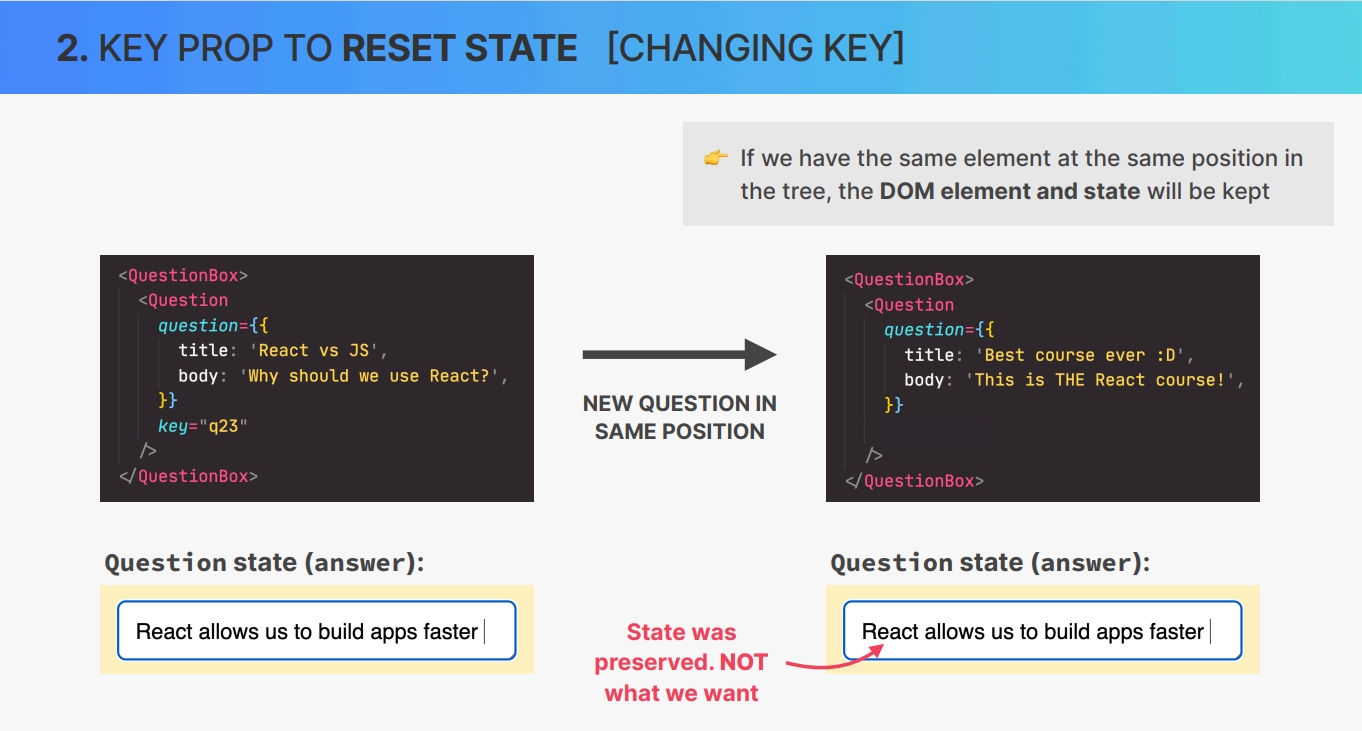 2. KEY PROP TO RESET STATE [CHANGING KEY]
👉 If we have the same element at the same position in
the tree, the DOM element and state will be kept
<QuestionBox>
<Question
question={{
title: 'React vs JS',
body: 'Why should we use React?',
}}
key="q23"
/>
</QuestionBox>
NEW QUESTION IN
SAME POSITION
<QuestionBox>
<Question
question={{
title: 'Best course ever :D',
body: 'This is THE React course!',
}}
/>
</QuestionBox>
Question state (answer):
React allows us to build apps faster
State was
preserved. NOT
what we want
Question state (answer):
React allows us to build apps faster